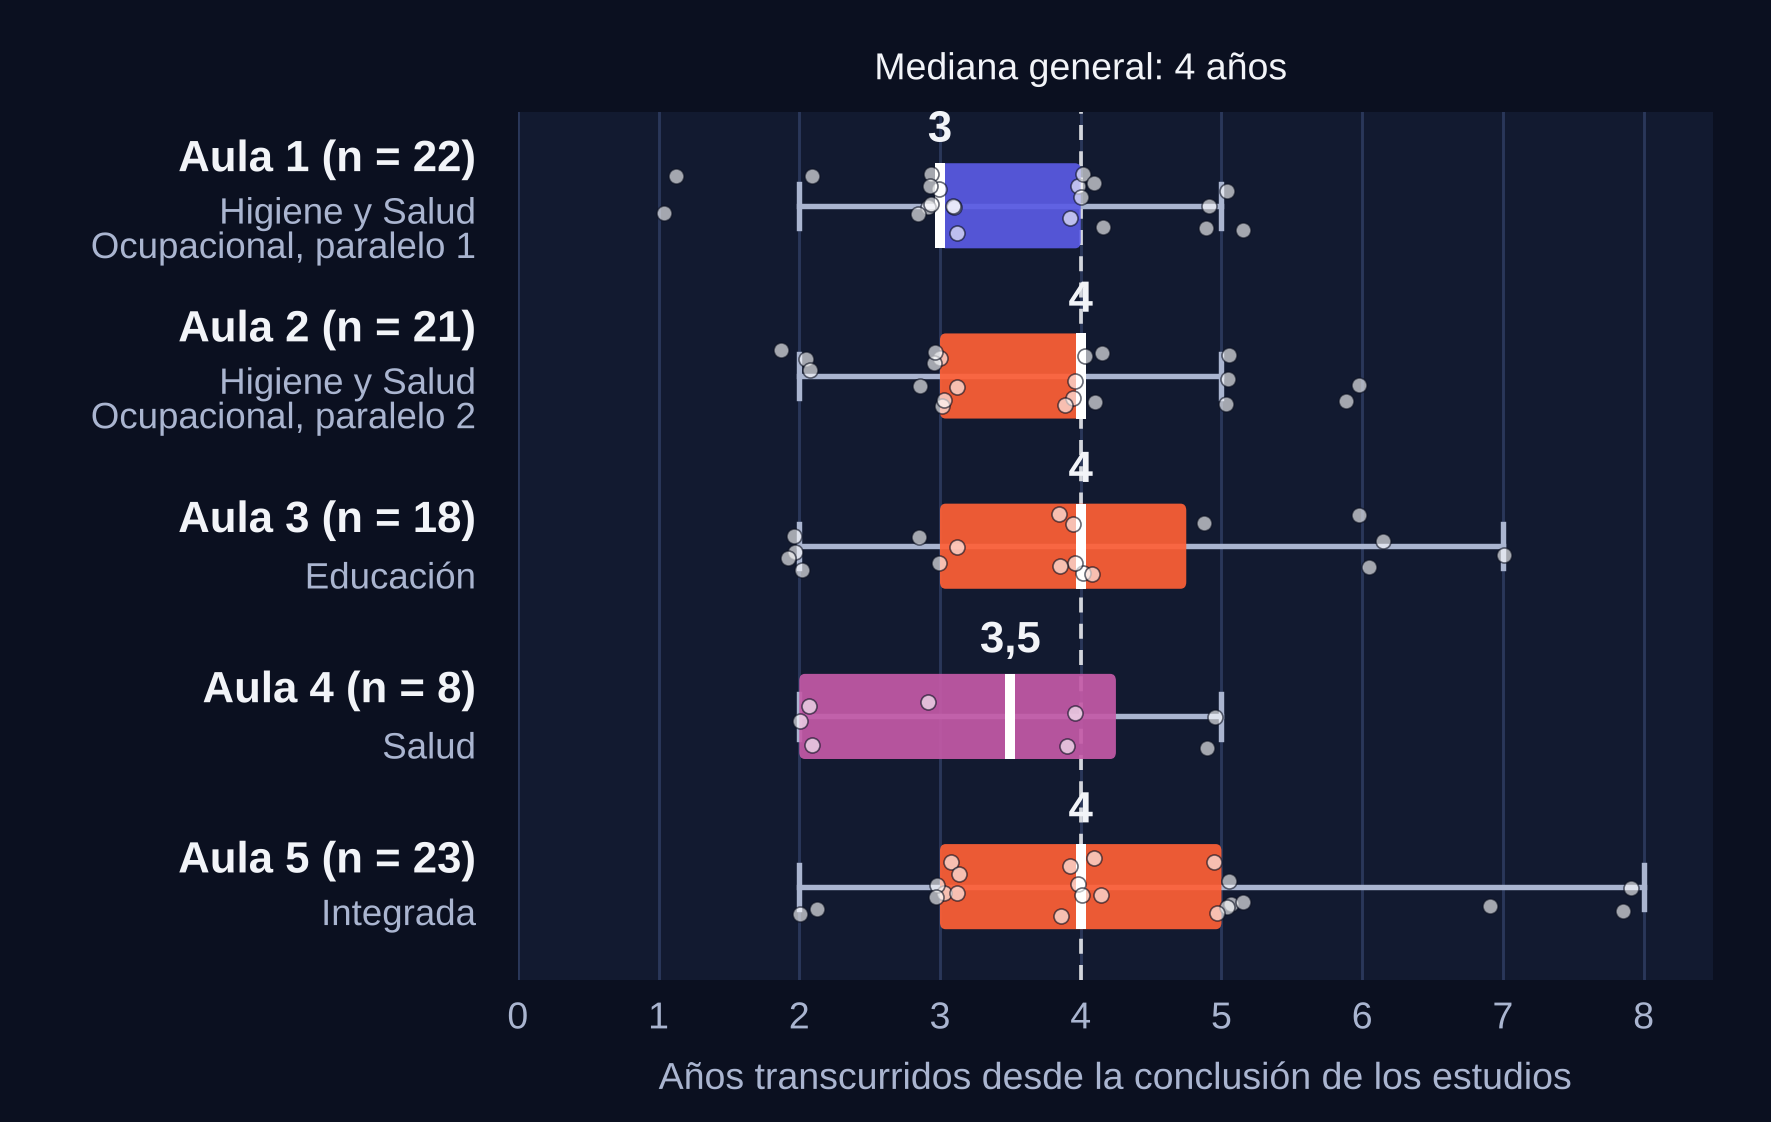 Mediana general: 4 años
3
Aula 1 (n = 22)
Higiene y Salud
Ocupacional, paralelo 1
4
Aula 2 (n = 21)
Higiene y Salud
Ocupacional, paralelo 2
4
Aula 3 (n = 18)
Educación
3,5
Aula 4 (n = 8)
Salud
4
Aula 5 (n = 23)
Integrada
0 1 2 3 4 5 6 7 8
Años transcurridos desde la conclusión de los estudios